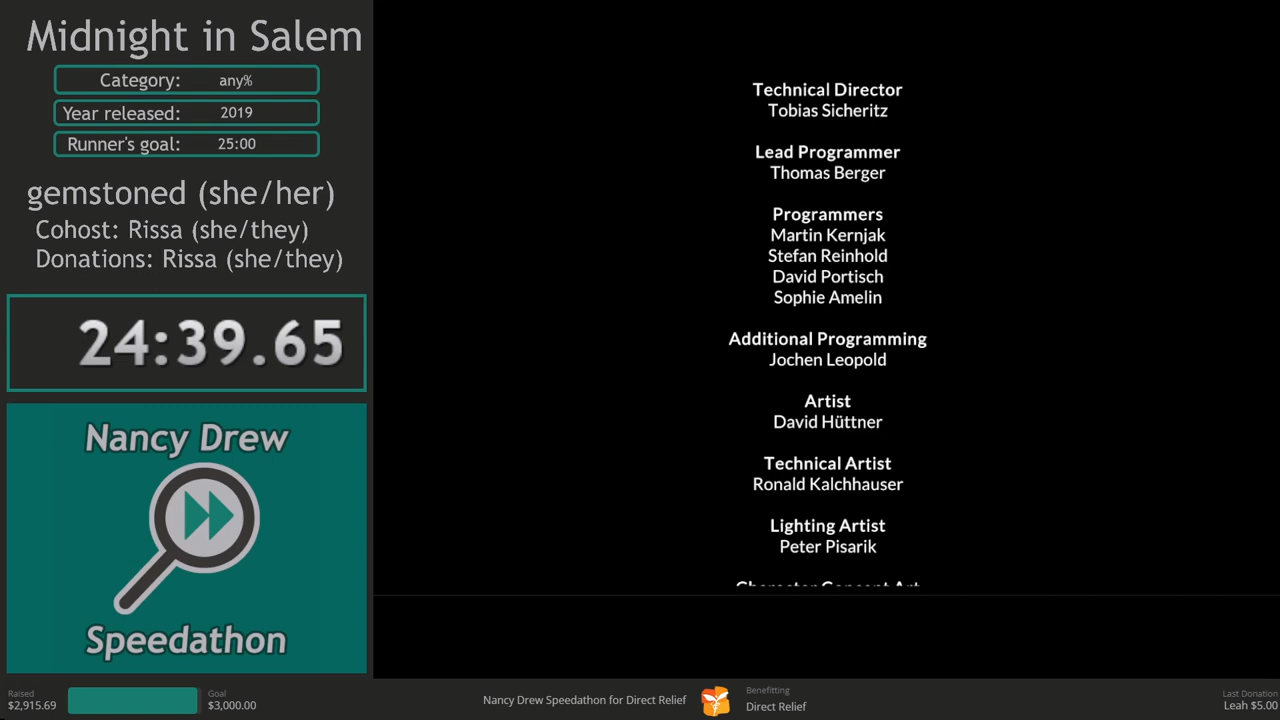 Midnight in Salem
Category: any%
Year released: 2019
Runner's goal: 25:00
gemstoned (she/her)
Cohost: Rissa (she/they)
Donations: Rissa (she/they)
24:39.65
Nancy Drew
Speedathon
Technical Director
Tobias Sicheritz
Lead Programmer
Thomas Berger
Programmers
Martin Kernjak
Stefan Reinhold
David Portisch
Sophie Amelin
Additional Programming
Jochen Leopold
Artist
David Hüttner
Technical Artist
Ronald Kalchhauser
Lighting Artist
Peter Pisarik
Character Concept Art
Raised
$2,915.69
Goal
$3,000.00
Nancy Drew Speedathon for Direct Relief
Benefitting
Direct Relief
Last Donation
Leah $5.00